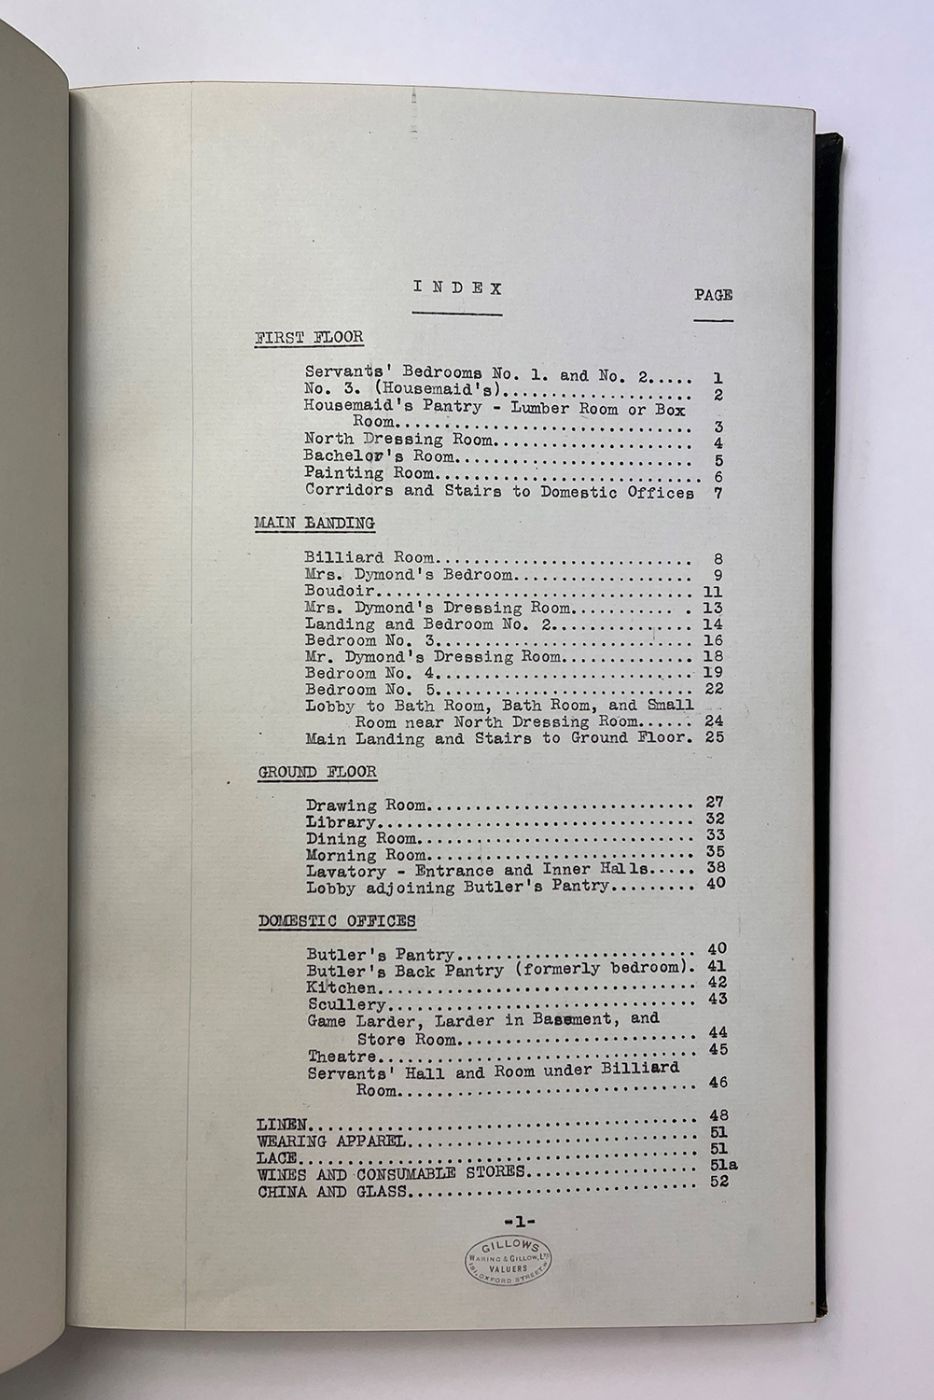 INDEX
PAGE
FIRST FLOOR
Servants' Bedrooms No. 1. and No. 2..... 1
No. 3. (Housemaid's).................... 2
Housemaid's Pantry - Lumber Room or Box
Room.................................... 3
North Dressing Room........................ 4
Bachelor's Room............................ 5
Painting Room................................ 6
Corridors and Stairs to Domestic Offices 7
MAIN LANDING
Billiard Room............................... 8
Mrs. Dymond's Bedroom...................... 9
Boudoir...................................... 11
Mrs. Dymond's Dressing Room........... . 13
Landing and Bedroom No. 2................. 14
Bedroom No. 3............................... 16
Mr. Dymond's Dressing Room.............. 18
Bedroom No. 4............................... 19
Bedroom No. 5............................... 22
Lobby to Bath Room, Bath Room, and Small
Room near North Dressing Room...... 24
Main Landing and Stairs to Ground Floor. 25
GROUND FLOOR
Drawing Room................................ 27
Library...................................... 32
Dining Room................................. 33
Morning Room................................ 35
Lavatory - Entrance and Inner Halls..... 38
Lobby adjoining Butler's Pantry......... 40
DOMESTIC OFFICES
Butler's Pantry............................. 40
Butler's Back Pantry (formerly bedroom). 41
Kitchen...................................... 42
Scullery..................................... 43
Game Larder, Larder in Basement, and
Store Room.............................. 44
Theatre...................................... 45
Servants' Hall and Room under Billiard
Room.................................... 46
LINEN............................................. 48
WEARING APPAREL................................ 51
LACE.............................................. 51
WINES AND CONSUMABLE STORES................. 51a
CHINA AND GLASS................................ 52
-1-
GILLOWS
WARING & GILLOW, LTD
VALUERS
181, OXFORD STREET W